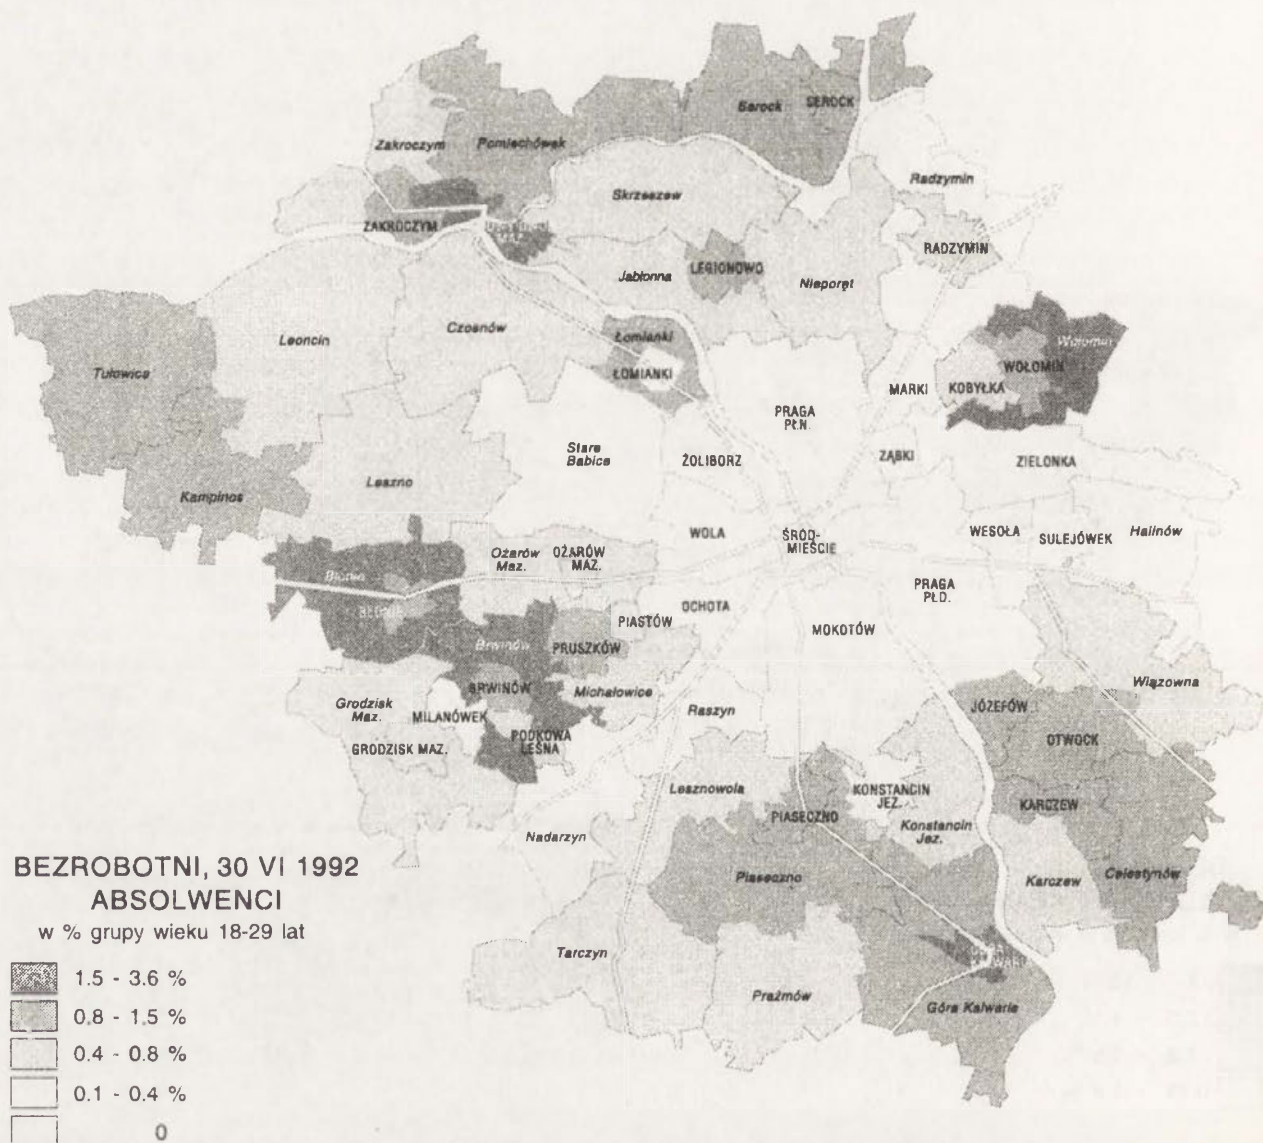 Serock
SEROCK
Zakroczym
Pomiechówek
Radzymin
Skrzeszew
ZAKROCZYM
RADZYMIN
Jabłonna
LEGIONOWO
Nieporęt
Leoncin
Czosnów
Łomianki
ŁOMIANKI
Tułowice
Wołomin
WOŁOMIN
KOBYŁKA
MARKI
PRAGA
PŁN.
Stare
Babice
ŻOLIBORZ
ZĄBKI
ZIELONKA
Leszno
Kampinos
WOLA
ŚRÓD-
MIEŚCIE
WESOŁA
SULEJÓWEK
Halinów
Ożarów
Maz.
OŻARÓW
MAZ.
Błonie
BŁONIE
PRAGA
PŁD.
OCHOTA
PIASTÓW
MOKOTÓW
Brwinów
PRUSZKÓW
BRWINÓW
Michałowice
Wiązowna
Grodzisk
Maz.
MILANÓWEK
Raszyn
JÓZEFÓW
PODKOWA
LEŚNA
OTWOCK
GRODZISK MAZ.
Lesznowola
KONSTANCIN
JEZ.
KARCZEW
PIASECZNO
Konstancin
Jez.
Nadarzyn
Piaseczno
Karczew
Celestynów
Tarczyn
Prażmów
Góra Kalwaria
BEZROBOTNI, 30 VI 1992
ABSOLWENCI
w % grupy wieku 18-29 lat
1.5 - 3.6 %
0.8 - 1.5 %
0.4 - 0.8 %
0.1 - 0.4 %
0